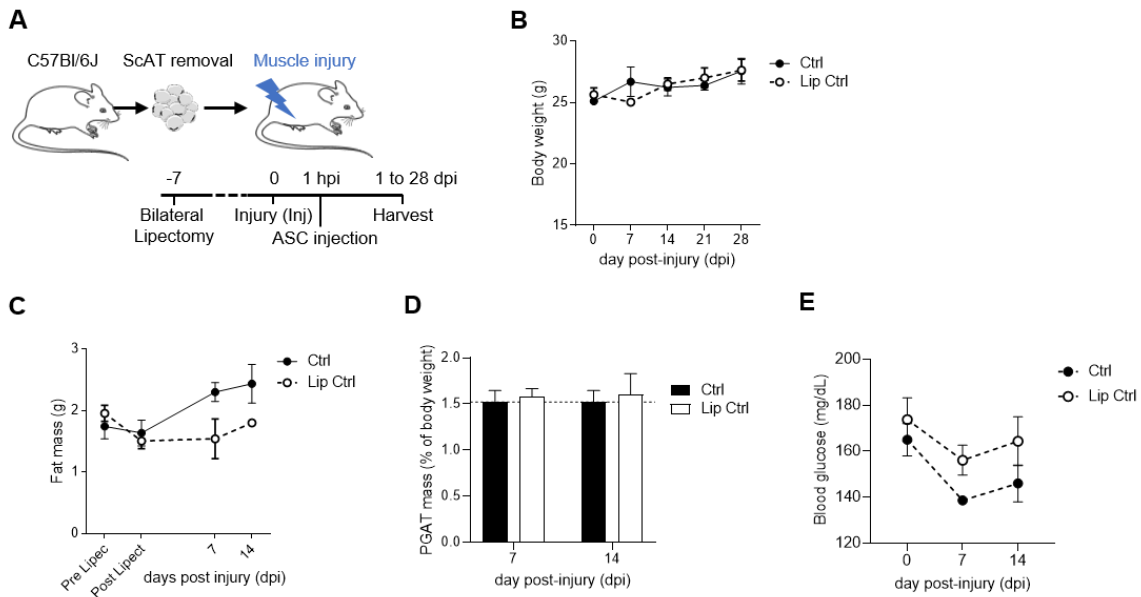 A
C57Bl/6J
ScAT removal
Muscle injury
-7
0
1 hpi
1 to 28 dpi
Bilateral
Lipectomy
Injury (Inj)
ASC injection
Harvest
B
Body weight (g)
30
25
20
15
0
7
14
21
28
day post-injury (dpi)
Ctrl
Lip Ctrl
C
Fat mass (g)
3
2
1
0
Pre Lipec
Post Lipect
7
14
days post injury (dpi)
Ctrl
Lip Ctrl
D
PGAT mass (% of body weight)
2.0
1.5
1.0
0.5
0.0
7
14
day post-injury (dpi)
Ctrl
Lip Ctrl
E
Blood glucose (mg/dL)
200
180
160
140
120
0
7
14
day post-injury (dpi)
Ctrl
Lip Ctrl